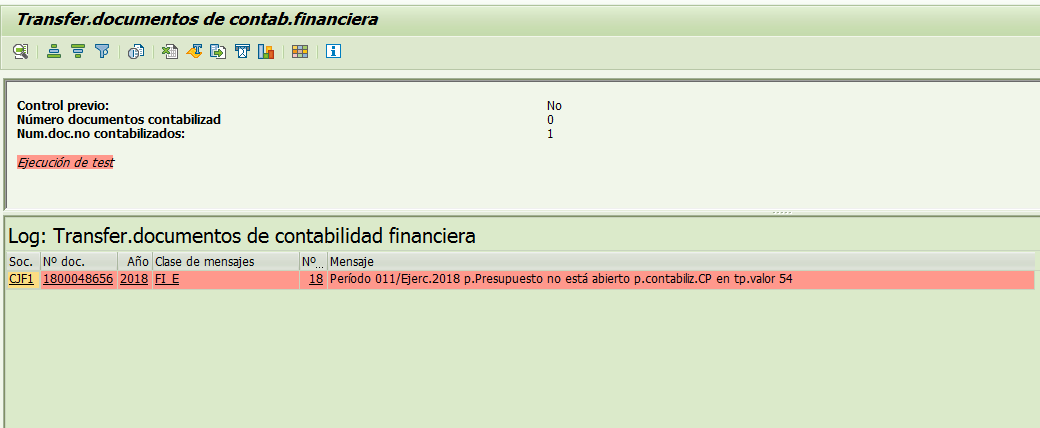 Transfer.documentos de contab.financiera
Control previo: No
Número documentos contabilizad 0
Num.doc.no contabilizados: 1
Ejecución de test
Log: Transfer.documentos de contabilidad financiera
Soc. Nº doc. Año Clase de mensajes Nº... Mensaje
CJF1 1800048656 2018 FI_E 18 Período 011/Ejerc.2018 p.Presupuesto no está abierto p.contabiliz.CP en tp.valor 54